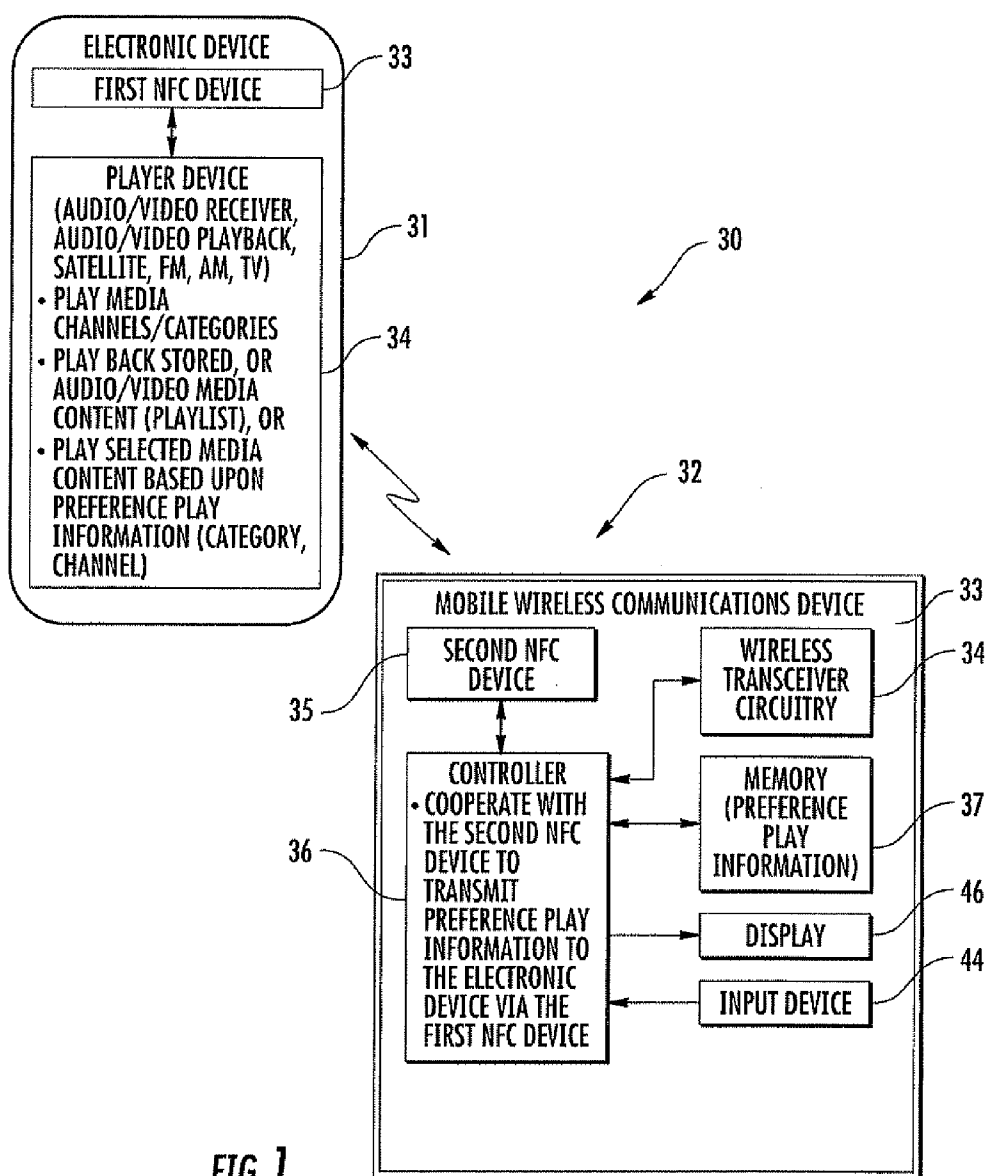 ELECTRONIC DEVICE
33
FIRST NFC DEVICE
PLAYER DEVICE
(AUDIO/VIDEO RECEIVER,
AUDIO/VIDEO PLAYBACK,
SATELLITE, FM, AM, TV)
• PLAY MEDIA
CHANNELS/CATEGORIES
• PLAY BACK STORED, OR
AUDIO/VIDEO MEDIA
CONTENT (PLAYLIST), OR
• PLAY SELECTED MEDIA
CONTENT BASED UPON
PREFERENCE PLAY
INFORMATION (CATEGORY,
CHANNEL)
31
34
30
32
MOBILE WIRELESS COMMUNICATIONS DEVICE
33
SECOND NFC
DEVICE
35
WIRELESS
TRANSCEIVER
CIRCUITRY
34
CONTROLLER
• COOPERATE WITH
THE SECOND NFC
DEVICE TO
TRANSMIT
PREFERENCE PLAY
INFORMATION TO
THE ELECTRONIC
DEVICE VIA THE
FIRST NFC DEVICE
36
MEMORY
(PREFERENCE
PLAY
INFORMATION)
37
DISPLAY
46
INPUT DEVICE
44
FIG. 1